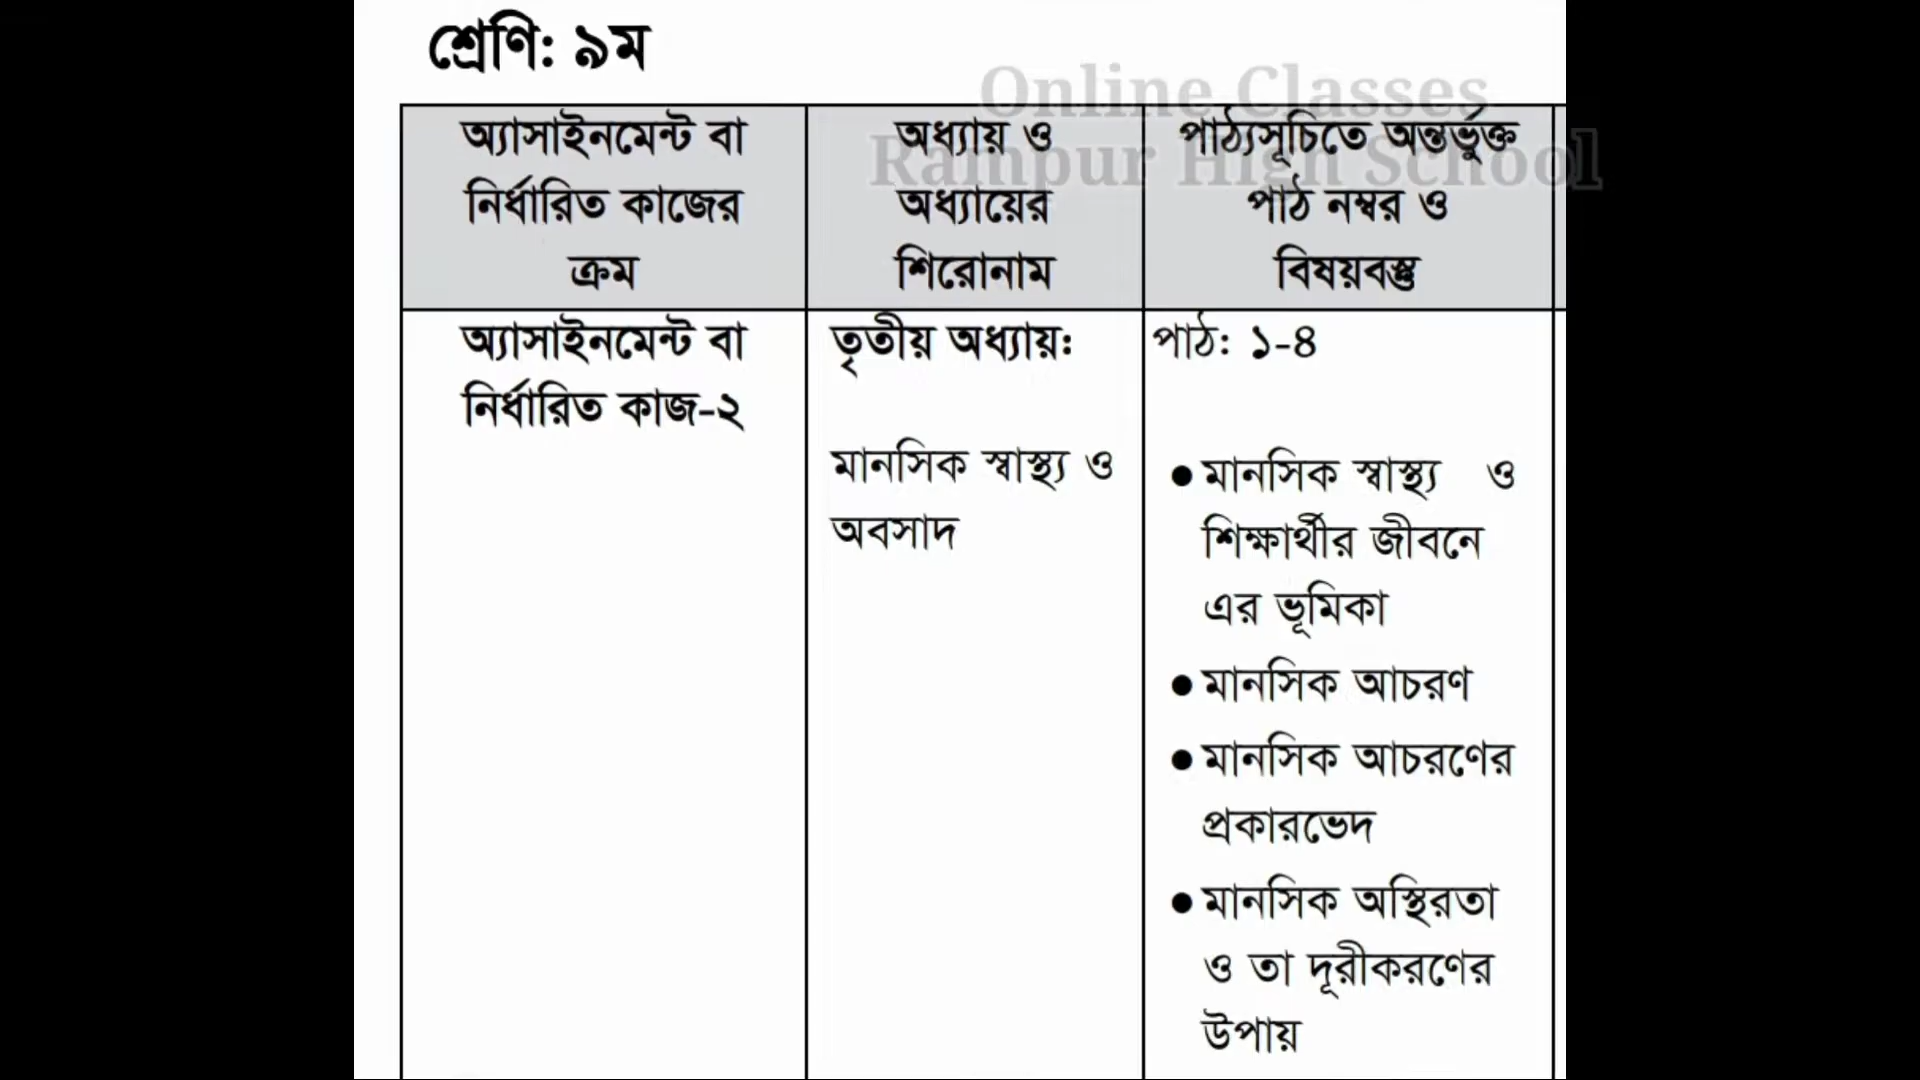 শ্রেণি: ৯ম
Online Classes
Rampur High School
অ্যাসাইনমেন্ট বা
নির্ধারিত কাজের
ক্রম
অধ্যায় ও
অধ্যায়ের
শিরোনাম
পাঠ্যসূচিতে অন্তর্ভুক্ত
পাঠ নম্বর ও
বিষয়বস্তু
অ্যাসাইনমেন্ট বা
নির্ধারিত কাজ-২
তৃতীয় অধ্যায়ঃ
মানসিক স্বাস্থ্য ও
অবসাদ
পাঠ: ১-৪
● মানসিক স্বাস্থ্য ও
শিক্ষার্থীর জীবনে
এর ভূমিকা
● মানসিক আচরণ
● মানসিক আচরণের
প্রকারভেদ
● মানসিক অস্থিরতা
ও তা দূরীকরণের
উপায়